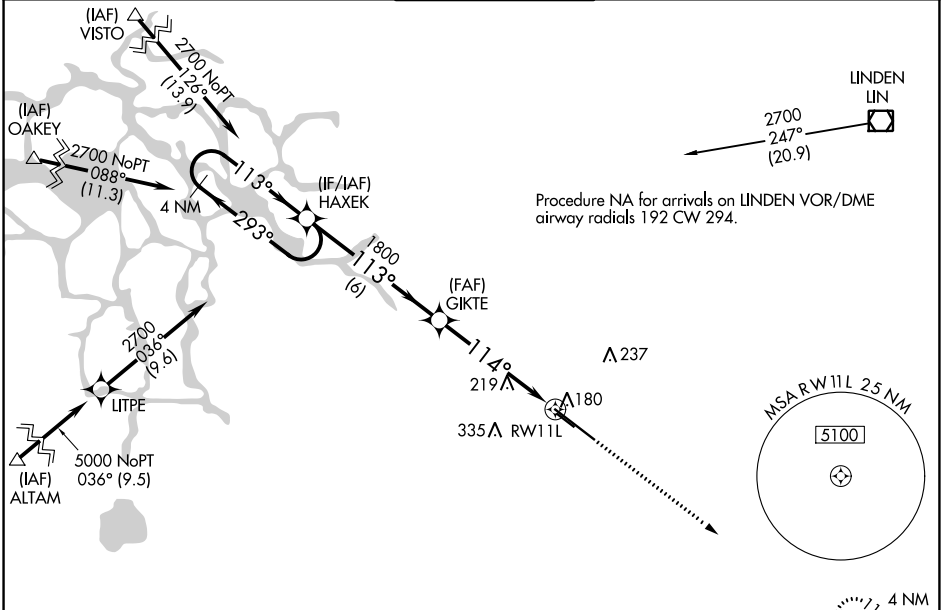 (IAF)
VISTO
2700 NoPT
126°
(13.9)
(IAF)
OAKEY
2700 NoPT
088°
(11.3)
4 NM
113°
293°
(IF/IAF)
HAXEK
1800
113°
(6)
(FAF)
GIKTE
114°
LINDEN
LIN
2700
247°
(20.9)
Procedure NA for arrivals on LINDEN VOR/DME
airway radials 192 CW 294.
2700
036°
(9.6)
LITPE
5000 NoPT
036° (9.5)
(IAF)
ALTAM
237
219
180
335
RW11L
MSA RW11L 25 NM
5100
4 NM